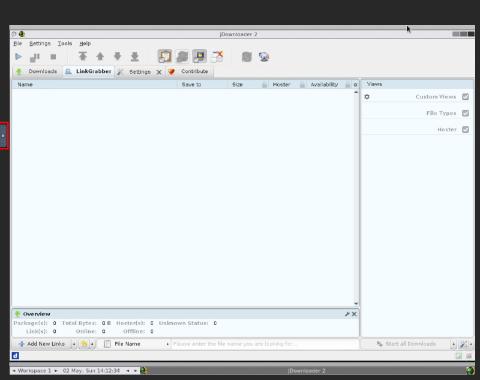 jDownloader 2
File Settings Tools Help
Downloads LinkGrabber Settings Contribute
Name Save to Size Hoster Availability
Views
Custom Views
File Types
Hoster
Overview
Package(s): 0 Total Bytes: 0 B Hoster(s): 0 Unknown Status: 0
Link(s): 0 Online: 0 Offline: 0
Add New Links File Name Please enter the file name you are looking for... Start all Downloads
Workspace 1 02 May, Sun 14:12:34 jDownloader 2